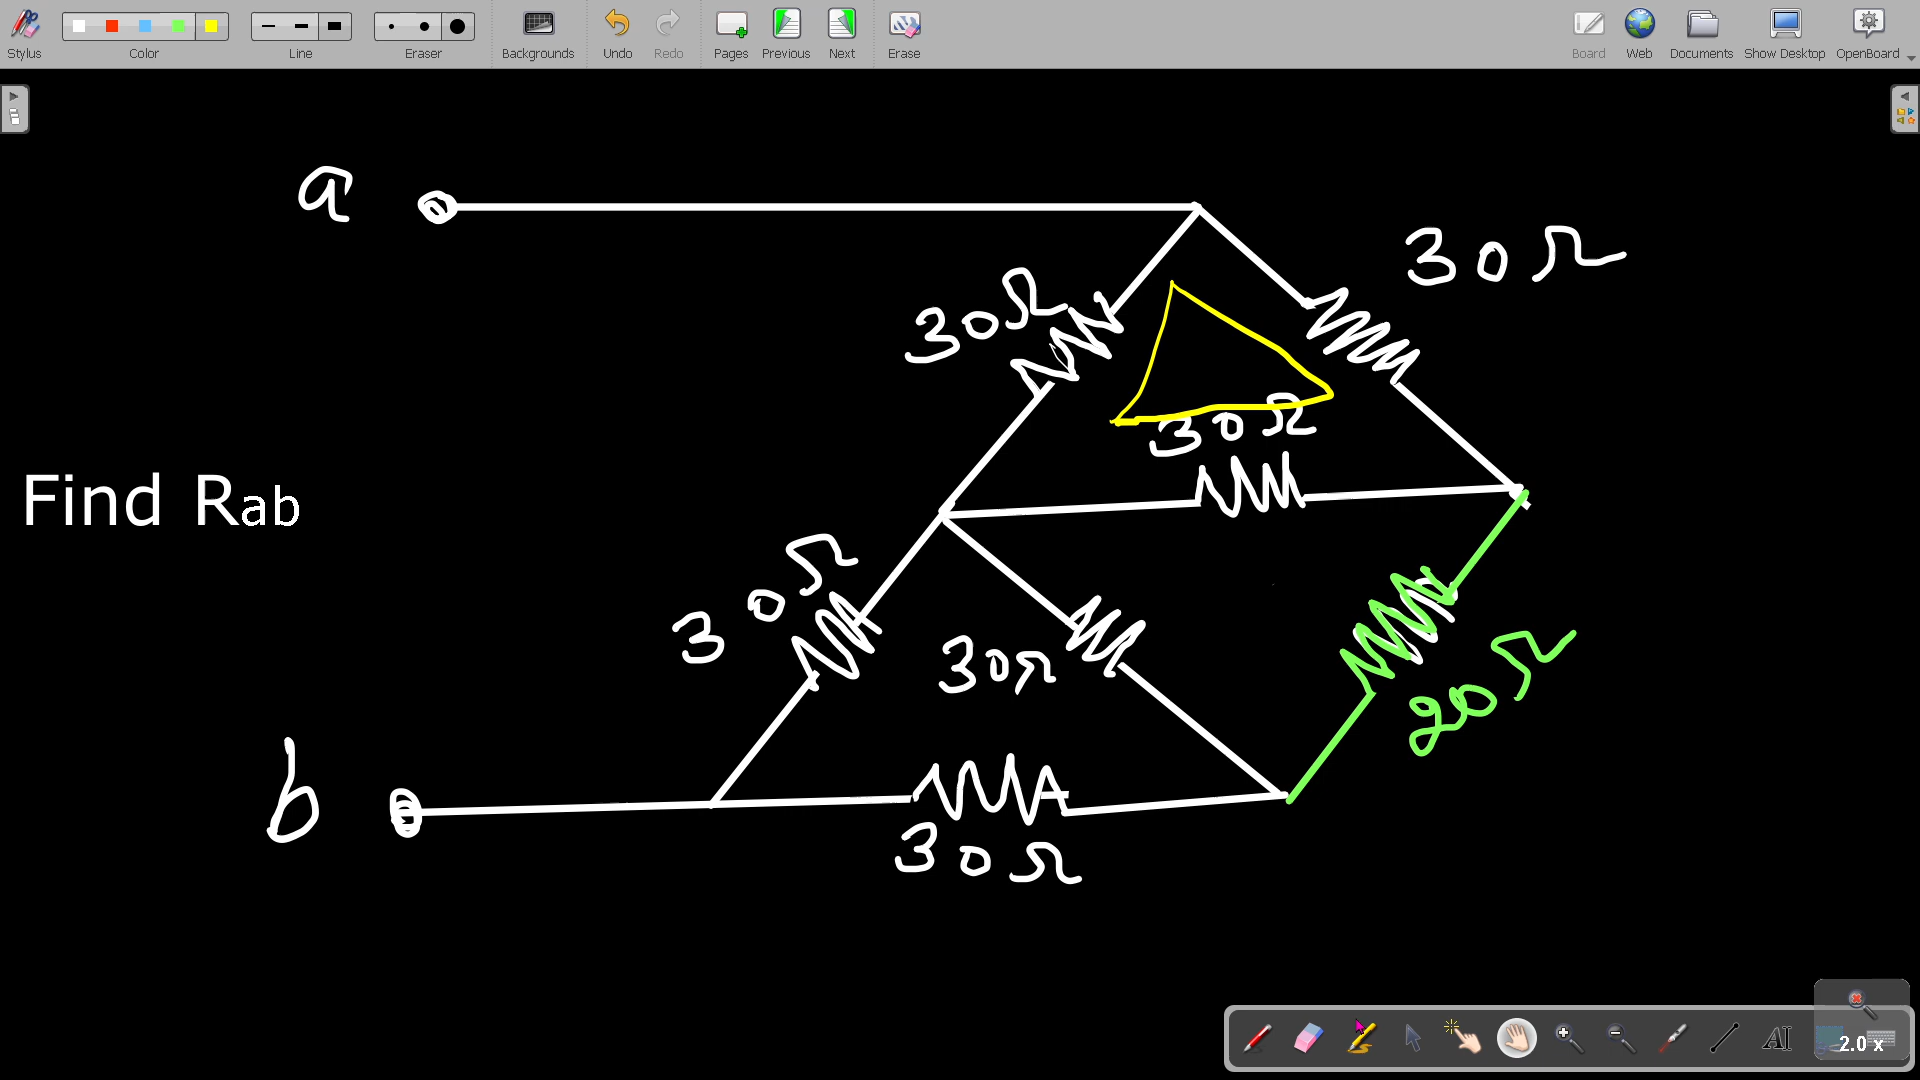 Stylus Color Line Eraser Backgrounds Undo Redo Pages Previous Next Erase Board Web Documents Show Desktop OpenBoard
a
30Ω
30Ω
30Ω
Find Rab
30Ω
30Ω
20Ω
b
30Ω
AI
2.0 x